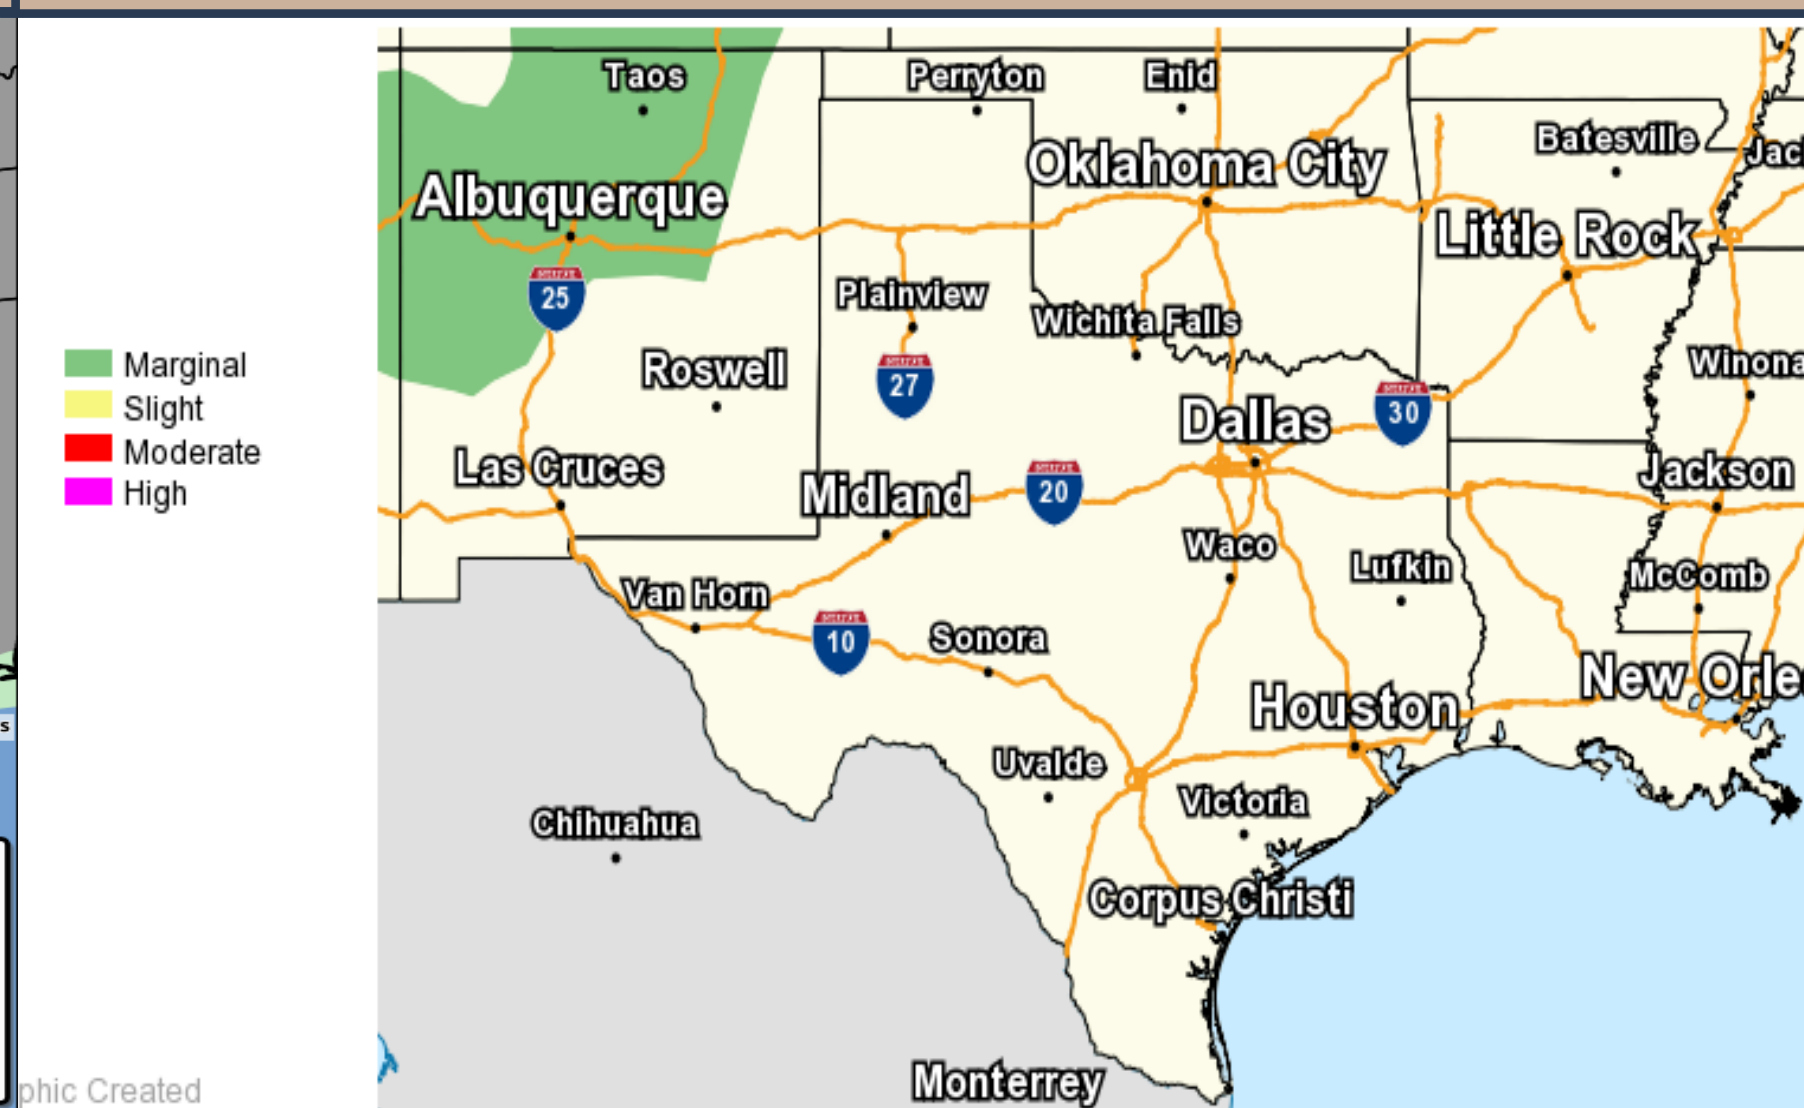 Taos
Perryton
Enid
Batesville
Oklahoma City
Albuquerque
Little Rock
25
Plainview
Wichita Falls
Marginal
Slight
Moderate
High
Roswell
27
30
Winona
Dallas
Las Cruces
Midland
20
Jackson
Waco
Lufkin
McComb
Van Horn
10
Sonora
New Orle
Houston
Uvalde
Victoria
Chihuahua
Corpus Christi
Monterrey
phic Created